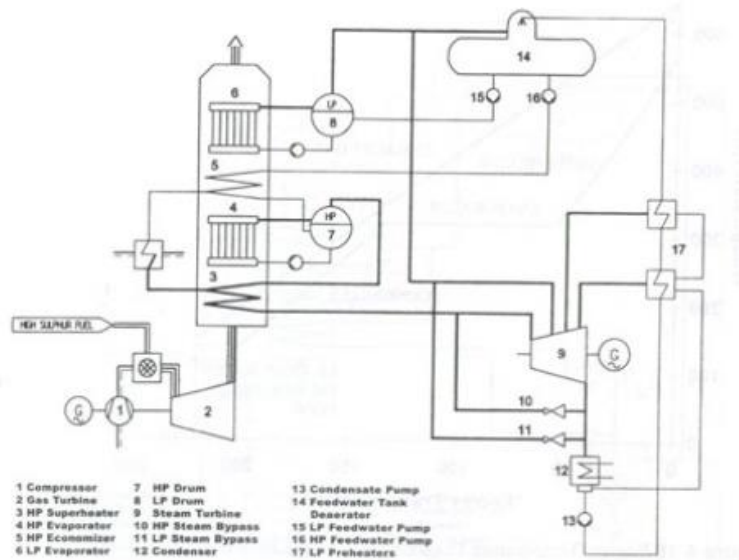 14
15
16
6
LP
8
5
4
HP
7
3
17
HIGH SULPHUR FUEL
9
G
G
1
2
10
11
12
13
1 Compressor
2 Gas Turbine
3 HP Superheater
4 HP Evaporator
5 HP Economizer
6 LP Evaporator
7 HP Drum
8 LP Drum
9 Steam Turbine
10 HP Steam Bypass
11 LP Steam Bypass
12 Condenser
13 Condensate Pump
14 Feedwater Tank
Deaerator
15 LP Feedwater Pump
16 HP Feedwater Pump
17 LP Preheaters